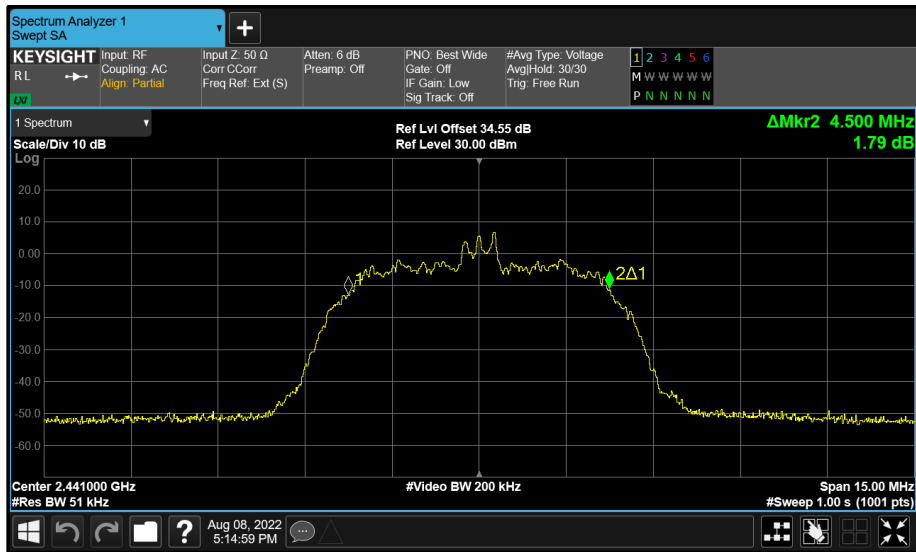 Spectrum Analyzer 1
Swept SA
+
KEYSIGHT
RL
LXI
Input: RF
Coupling: AC
Align: Partial
Input Z: 50 Ω
Corr CCorr
Freq Ref: Ext (S)
Atten: 6 dB
Preamp: Off
PNO: Best Wide
Gate: Off
IF Gain: Low
Sig Track: Off
#Avg Type: Voltage
Avg|Hold: 30/30
Trig: Free Run
1 2 3 4 5 6
M W W W W W
P N N N N N
1 Spectrum
Scale/Div 10 dB
Ref Lvl Offset 34.55 dB
Ref Level 30.00 dBm
ΔMkr2 4.500 MHz
1.79 dB
Log
20.0
10.0
0.00
-10.0
-20.0
-30.0
-40.0
-50.0
-60.0
1
2Δ1
Center 2.441000 GHz
#Res BW 51 kHz
#Video BW 200 kHz
Span 15.00 MHz
#Sweep 1.00 s (1001 pts)
?
Aug 08, 2022
5:14:59 PM